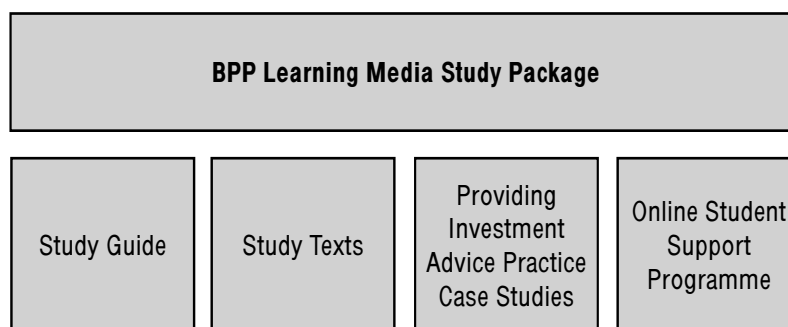 BPP Learning Media Study Package
Study Guide
Study Texts
Providing
Investment
Advice Practice
Case Studies
Online Student
Support
Programme